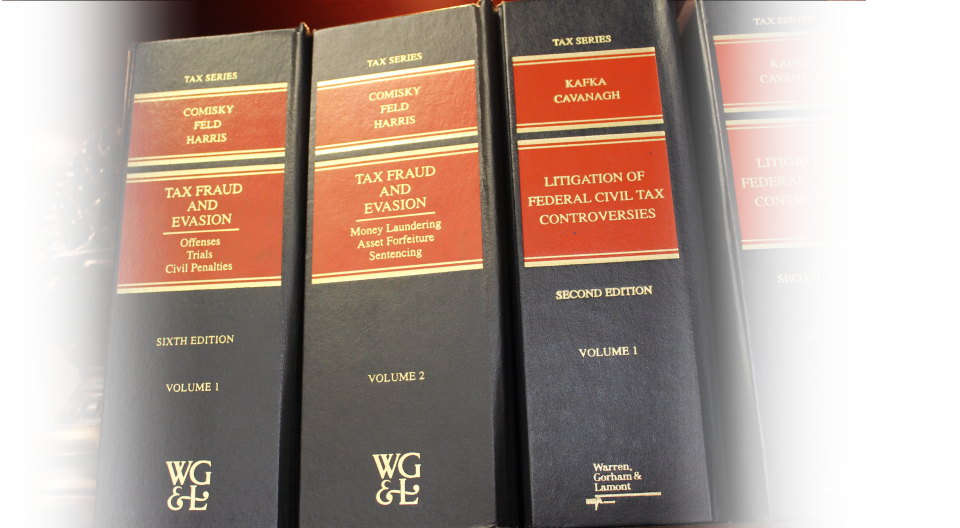 TAX SERIES
COMISKY
FELD
HARRIS
TAX FRAUD
AND
EVASION
Offenses
Trials
Civil Penalties
SIXTH EDITION
VOLUME 1
WG
&L
TAX SERIES
COMISKY
FELD
HARRIS
TAX FRAUD
AND
EVASION
Money Laundering
Asset Forfeiture
Sentencing
VOLUME 2
WG
&L
TAX SERIES
KAFKA
CAVANAGH
LITIGATION OF
FEDERAL CIVIL TAX
CONTROVERSIES
SECOND EDITION
VOLUME 1
Warren,
Gorham &
Lamont
TAX
FEDERAL